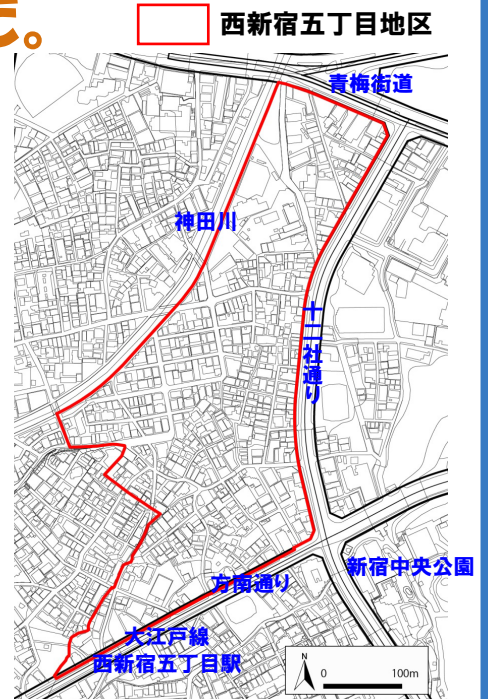 る。
西新宿五丁目地区
青梅街道
神田川
十二社通り
新宿中央公園
方南通り
大江戸線
西新宿五丁目駅
N
0 100m